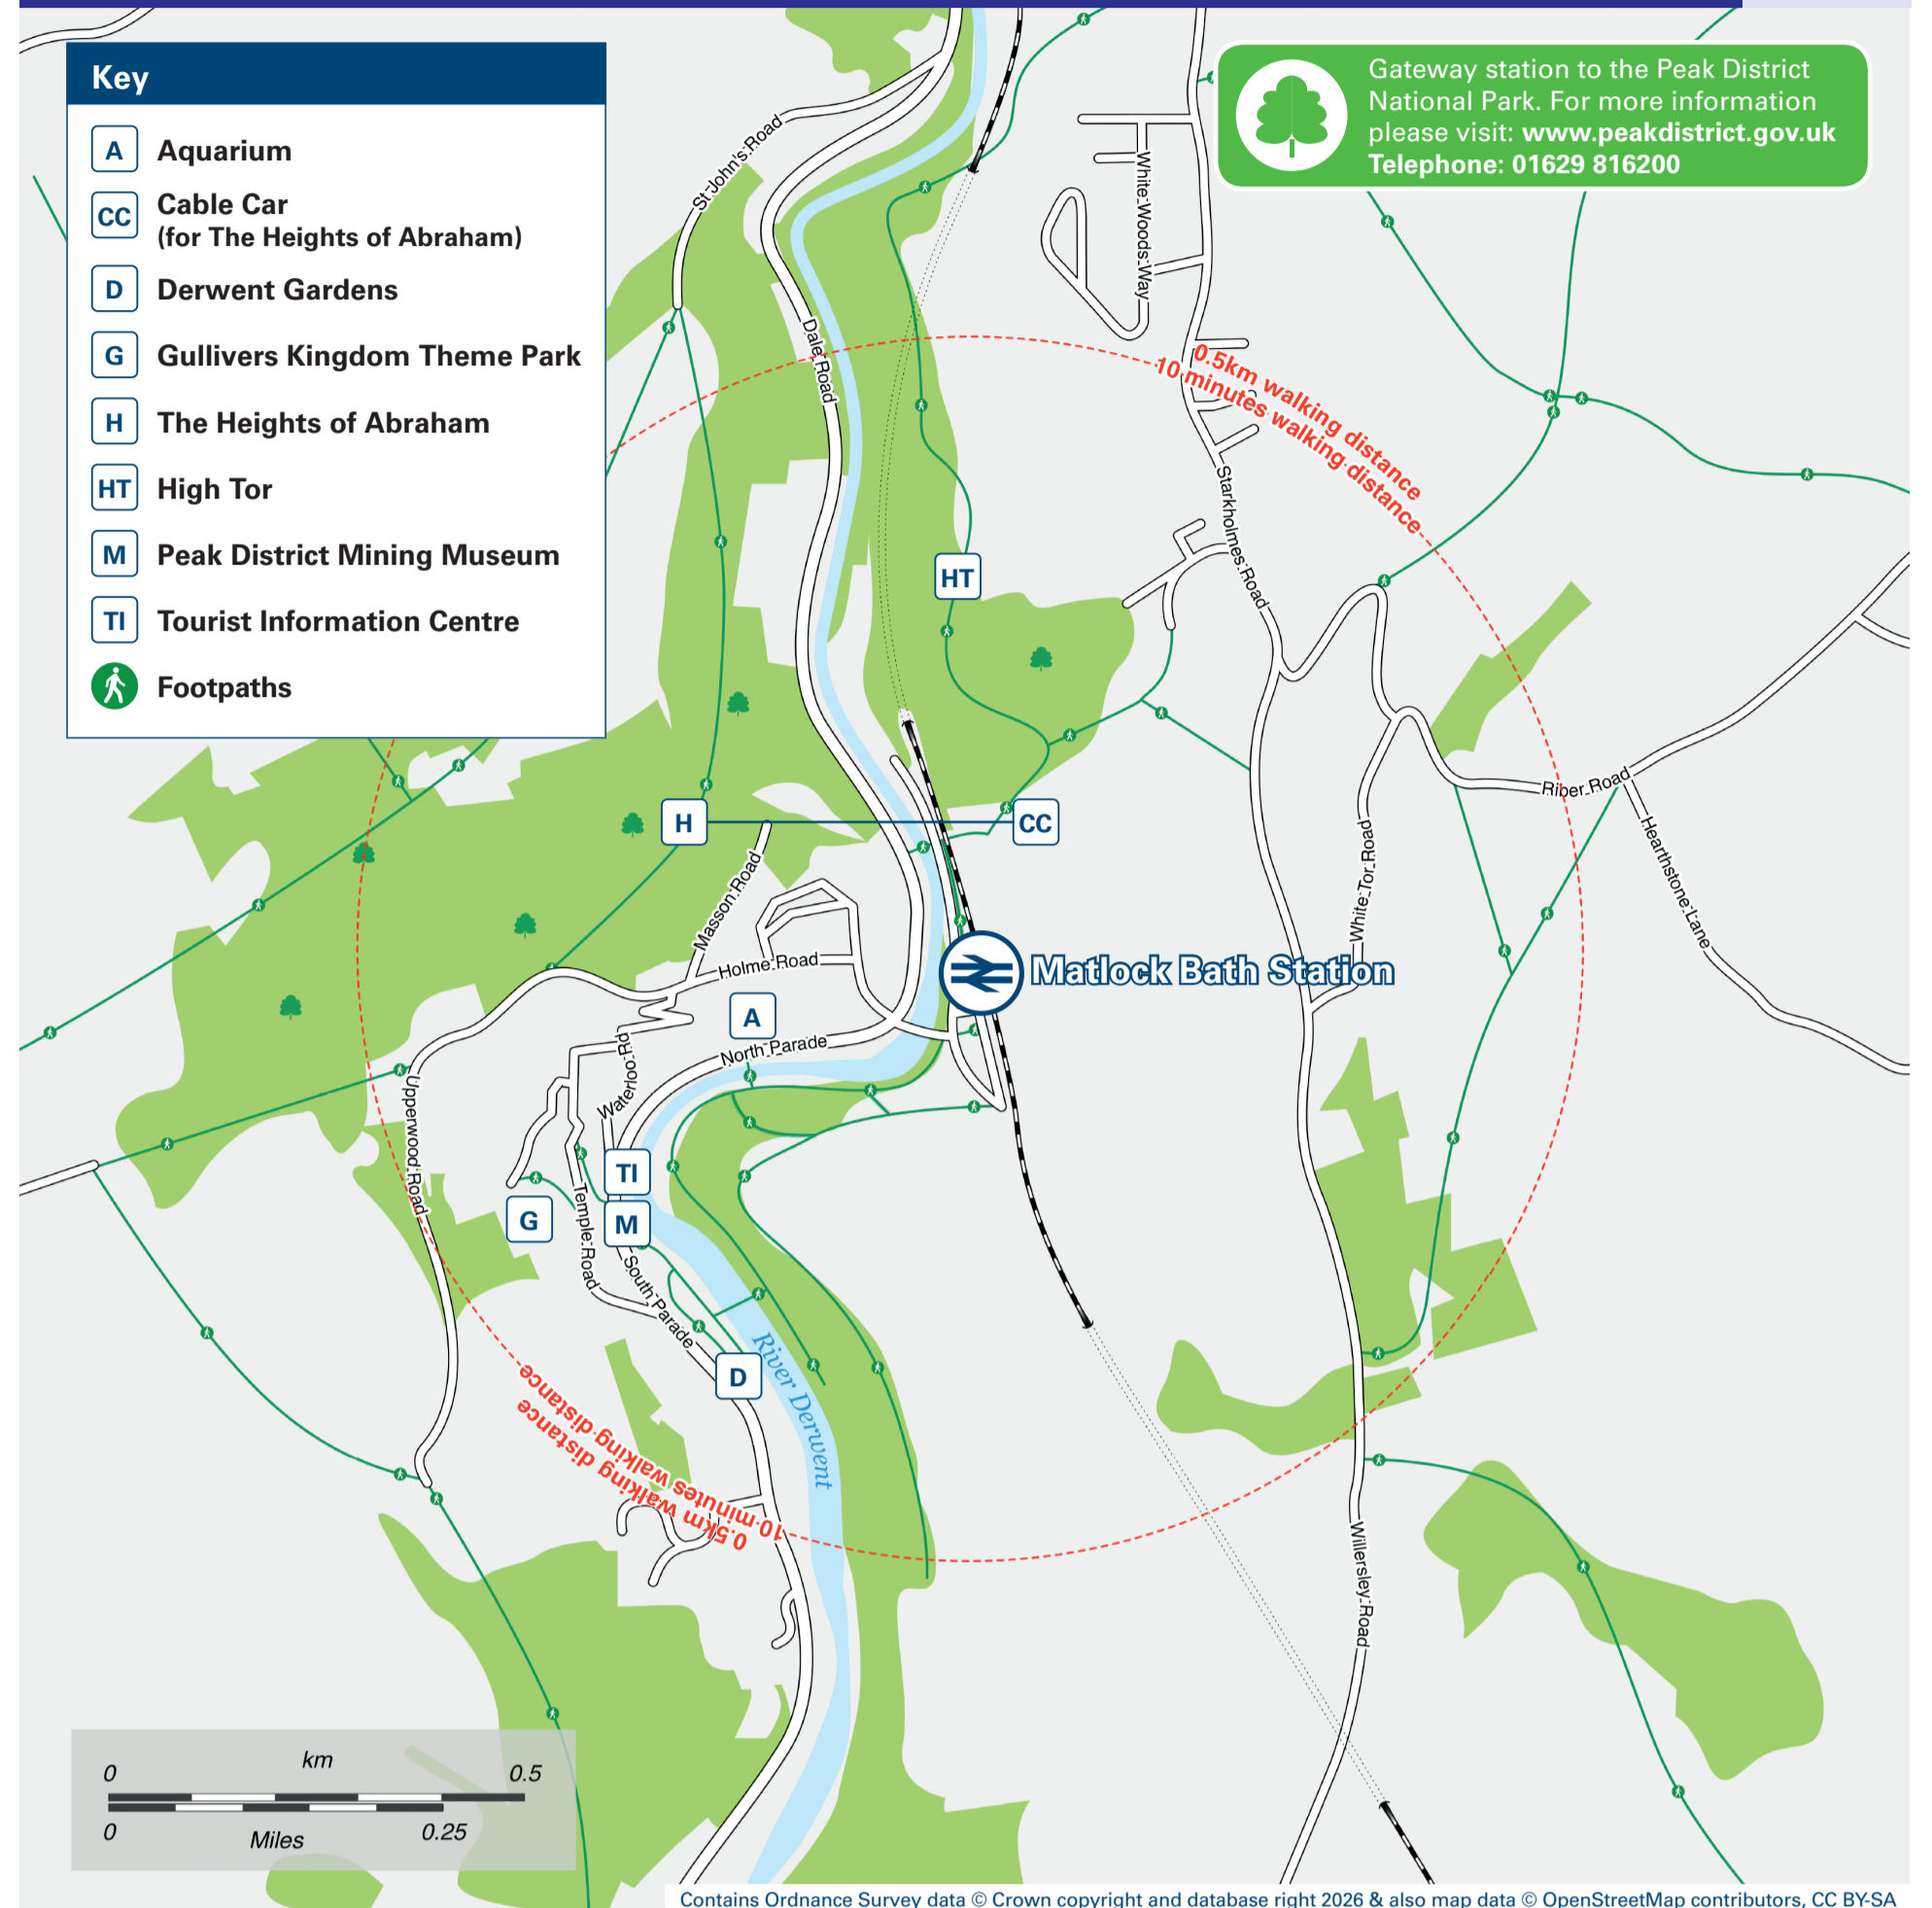 Key
A
Aquarium
CC
Cable Car
(for The Heights of Abraham)
D
Derwent Gardens
G
Gullivers Kingdom Theme Park
H
The Heights of Abraham
HT
High Tor
M
Peak District Mining Museum
TI
Tourist Information Centre
Footpaths
Gateway station to the Peak District
National Park. For more information
please visit: www.peakdistrict.gov.uk
Telephone: 01629 816200
St John's Road
White Woods Way
Dale Road
0.5km walking distance
10 minutes walking distance
Starkholmes Road
HT
Riber Road
Hearthstone Lane
White Tor Road
H
CC
Masson Road
Holme Road
Matlock Bath Station
A
North Parade
Waterloo Rd
Upperwood Road
TI
G
M
Temple Road
South Parade
D
River Derwent
10 minutes walking distance
0.5km walking distance
Willersley Road
km
0
0.5
0
Miles
0.25
Contains Ordnance Survey data © Crown copyright and database right 2026 & also map data © OpenStreetMap contributors, CC BY-SA